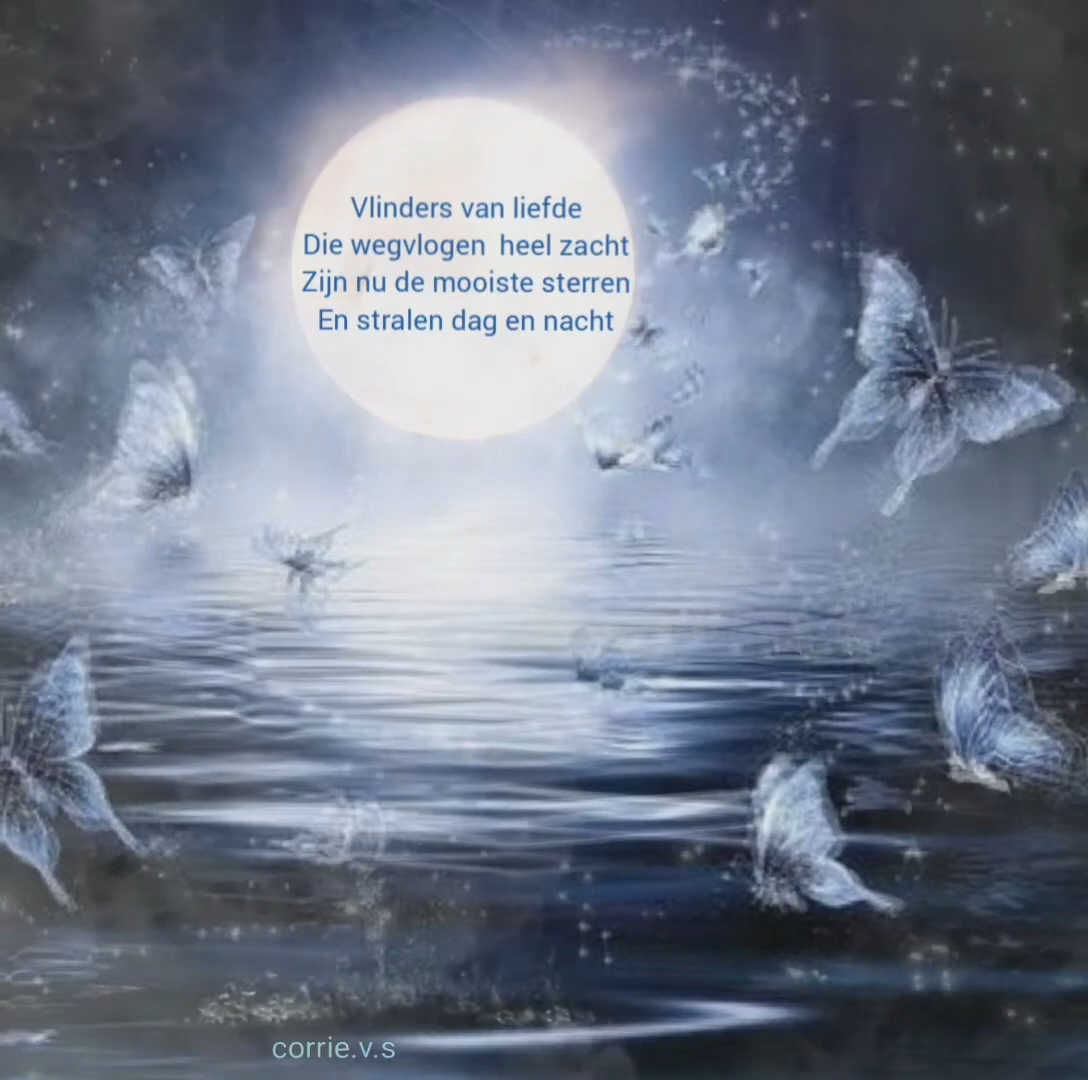 Vlinders van liefde
Die wegvlogen  heel zacht
Zijn nu de mooiste sterren
En stralen dag en nacht
corrie.v.s